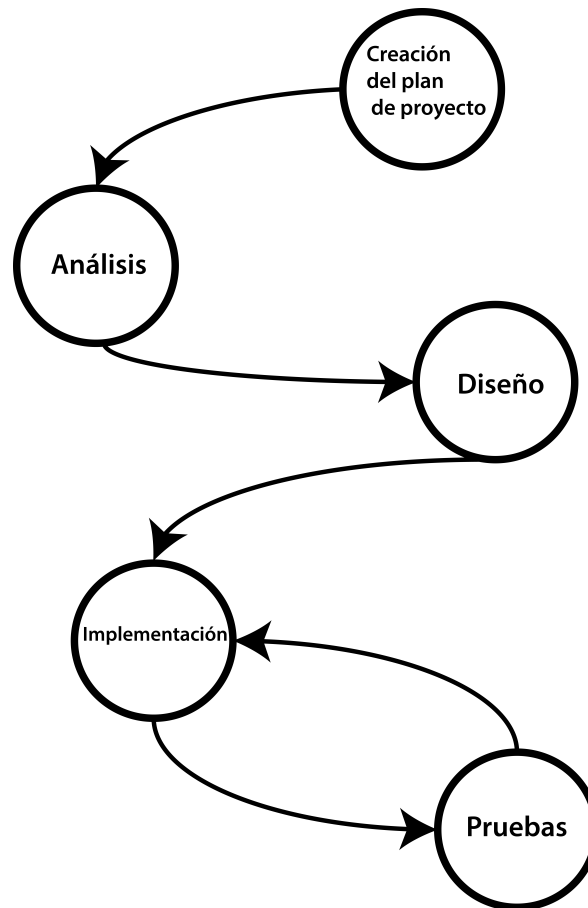 Creación
del plan
de proyecto
Análisis
Diseño
Implementación
Pruebas